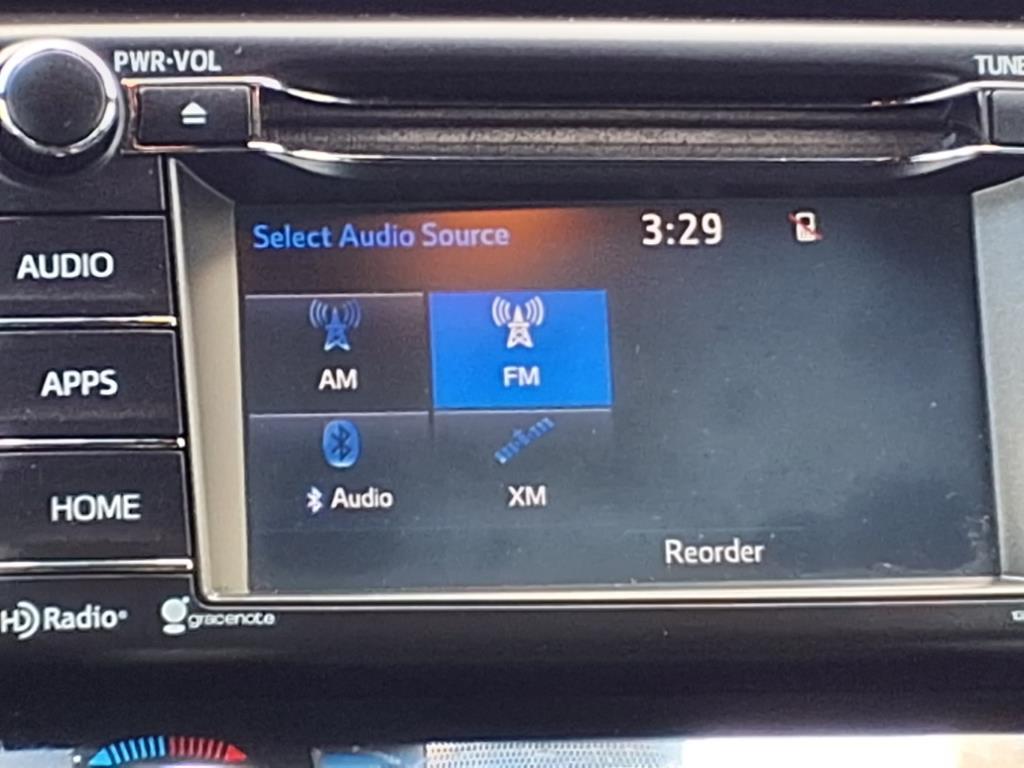 PWR·VOL
TUNE
AUDIO
APPS
HOME
Select Audio Source
3:29
AM
FM
Audio
XM
Reorder
HD Radio®
gracenote